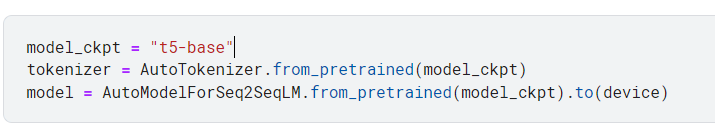 model_ckpt = "t5-base"
tokenizer = AutoTokenizer.from_pretrained(model_ckpt)
model = AutoModelForSeq2SeqLM.from_pretrained(model_ckpt).to(device)